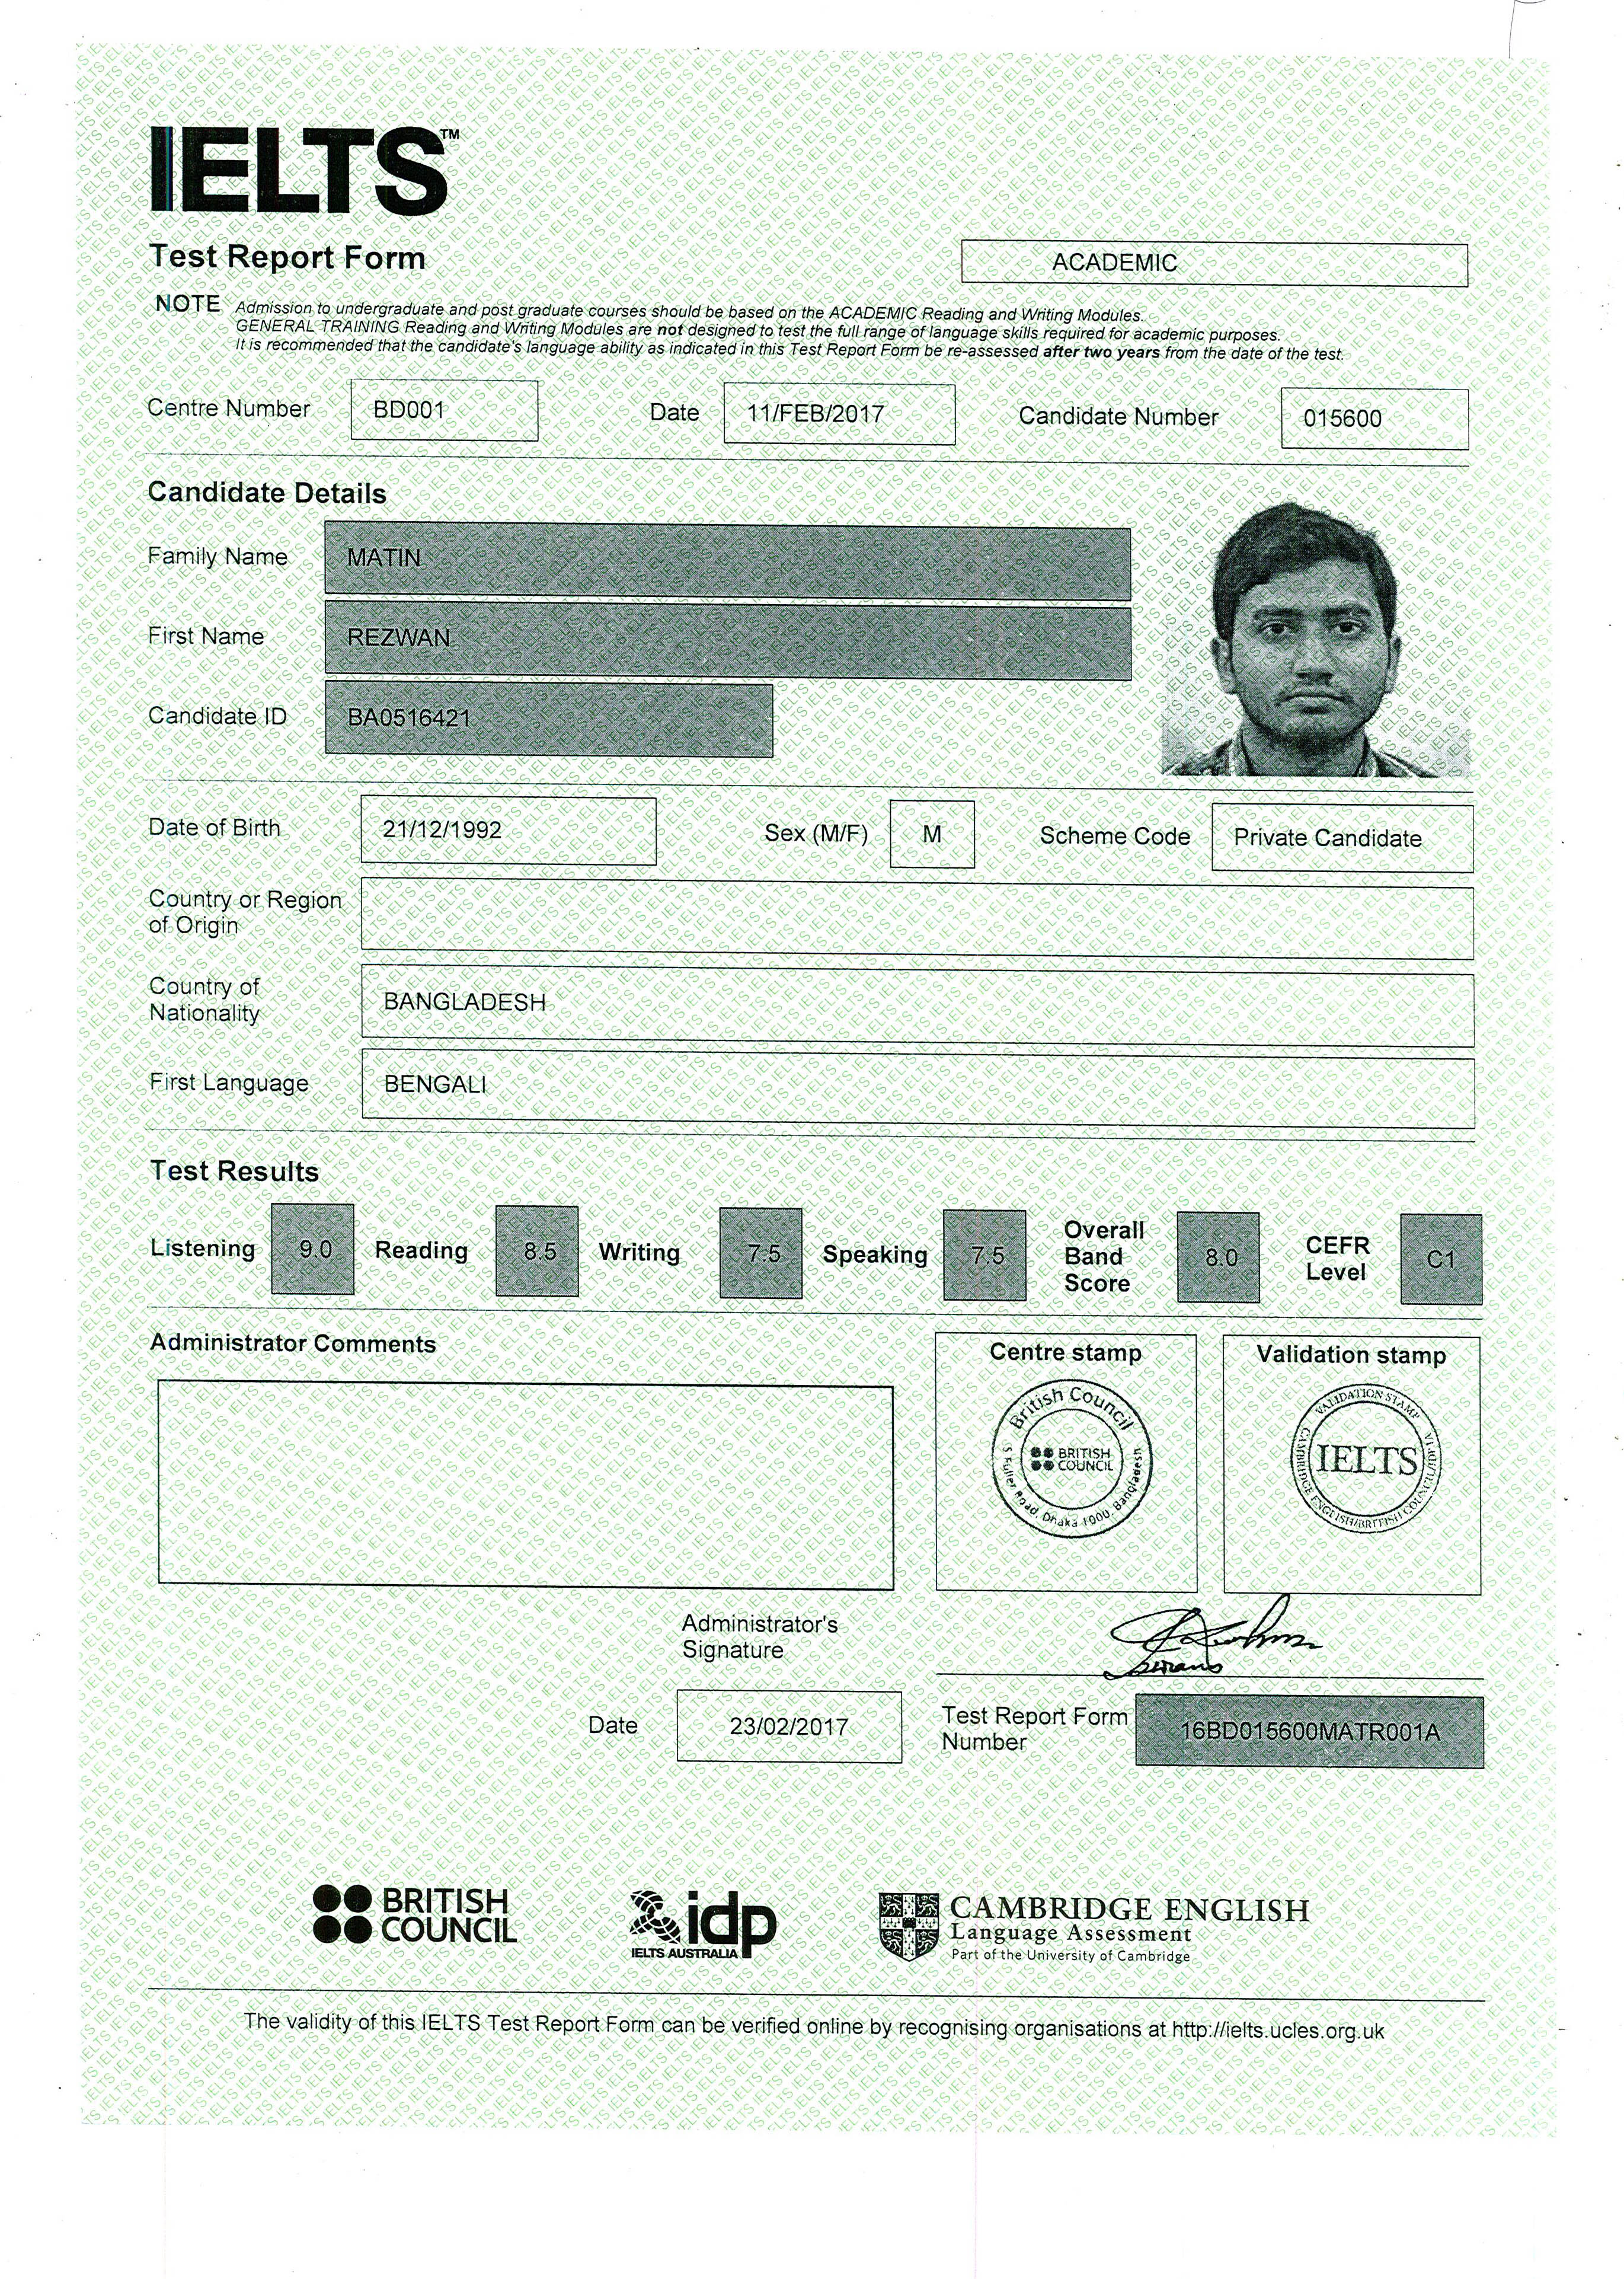 IELTS™
Test Report Form
ACADEMIC
NOTE Admission to undergraduate and post graduate courses should be based on the ACADEMIC Reading and Writing Modules.
GENERAL TRAINING Reading and Writing Modules are not designed to test the full range of language skills required for academic purposes.
It is recommended that the candidate's language ability as indicated in this Test Report Form be re-assessed after two years from the date of the test.
Centre Number BD001 Date 11/FEB/2017 Candidate Number 015600
Candidate Details
Family Name MATIN
First Name REZWAN
Candidate ID BA0516421
Date of Birth 21/12/1992 Sex (M/F) M Scheme Code Private Candidate
Country or Region
of Origin
Country of
Nationality
BANGLADESH
First Language BENGALI
Test Results
Listening 9.0 Reading 8.5 Writing 7.5 Speaking 7.5 Overall Band Score 8.0 CEFR Level C1
Administrator Comments
Centre stamp
British Council
BRITISH
COUNCIL
5 Fuller Road, Dhaka 1000, Bangladesh
Validation stamp
VALIDATION STAMP
IELTS
CAMBRIDGE ENGLISH/BRITISH COUNCIL/IDP:IA
Administrator's
Signature
Date 23/02/2017
Test Report Form
Number
16BD015600MATR001A
BRITISH
COUNCIL
idp
IELTS AUSTRALIA
CAMBRIDGE ENGLISH
Language Assessment
Part of the University of Cambridge
The validity of this IELTS Test Report Form can be verified online by recognising organisations at http://ielts.ucles.org.uk